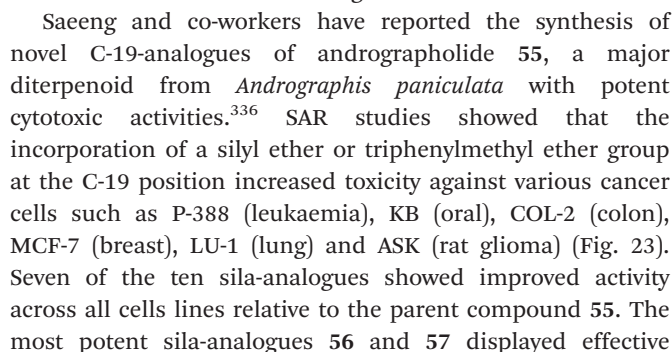 Saeeng and co-workers have reported the synthesis of
novel C-19-analogues of andrographolide 55, a major
diterpenoid from Andrographis paniculata with potent
cytotoxic activities.336 SAR studies showed that the
incorporation of a silyl ether or triphenylmethyl ether group
at the C-19 position increased toxicity against various cancer
cells such as P-388 (leukaemia), KB (oral), COL-2 (colon),
MCF-7 (breast), LU-1 (lung) and ASK (rat glioma) (Fig. 23).
Seven of the ten sila-analogues showed improved activity
across all cells lines relative to the parent compound 55. The
most potent sila-analogues 56 and 57 displayed effective